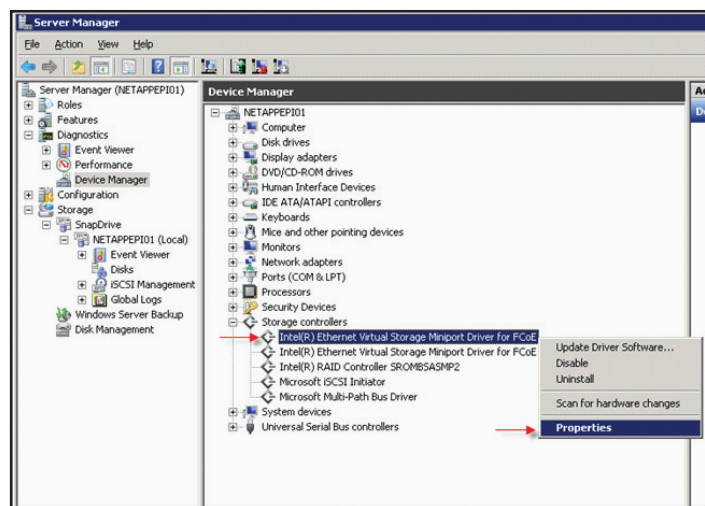 Server Manager
File Action View Help
Server Manager (NETAPPEPI01)
Roles
Features
Diagnostics
Event Viewer
Performance
Device Manager
Configuration
Storage
SnapDrive
NETAPPEPI01 (Local)
Event Viewer
Disks
iSCSI Management
Global Logs
Windows Server Backup
Disk Management
Device Manager
NETAPPEPI01
Computer
Disk drives
Display adapters
DVD/CD-ROM drives
Human Interface Devices
IDE ATA/ATAPI controllers
Keyboards
Mice and other pointing devices
Monitors
Network adapters
Ports (COM & LPT)
Processors
Security Devices
Storage controllers
Intel(R) Ethernet Virtual Storage Miniport Driver for FCoE
Intel(R) Ethernet Virtual Storage Miniport Driver for FCoE
Intel(R) RAID Controller SROMBSASMP2
Microsoft iSCSI Initiator
Microsoft Multi-Path Bus Driver
System devices
Universal Serial Bus controllers
Update Driver Software...
Disable
Uninstall
Scan for hardware changes
Properties